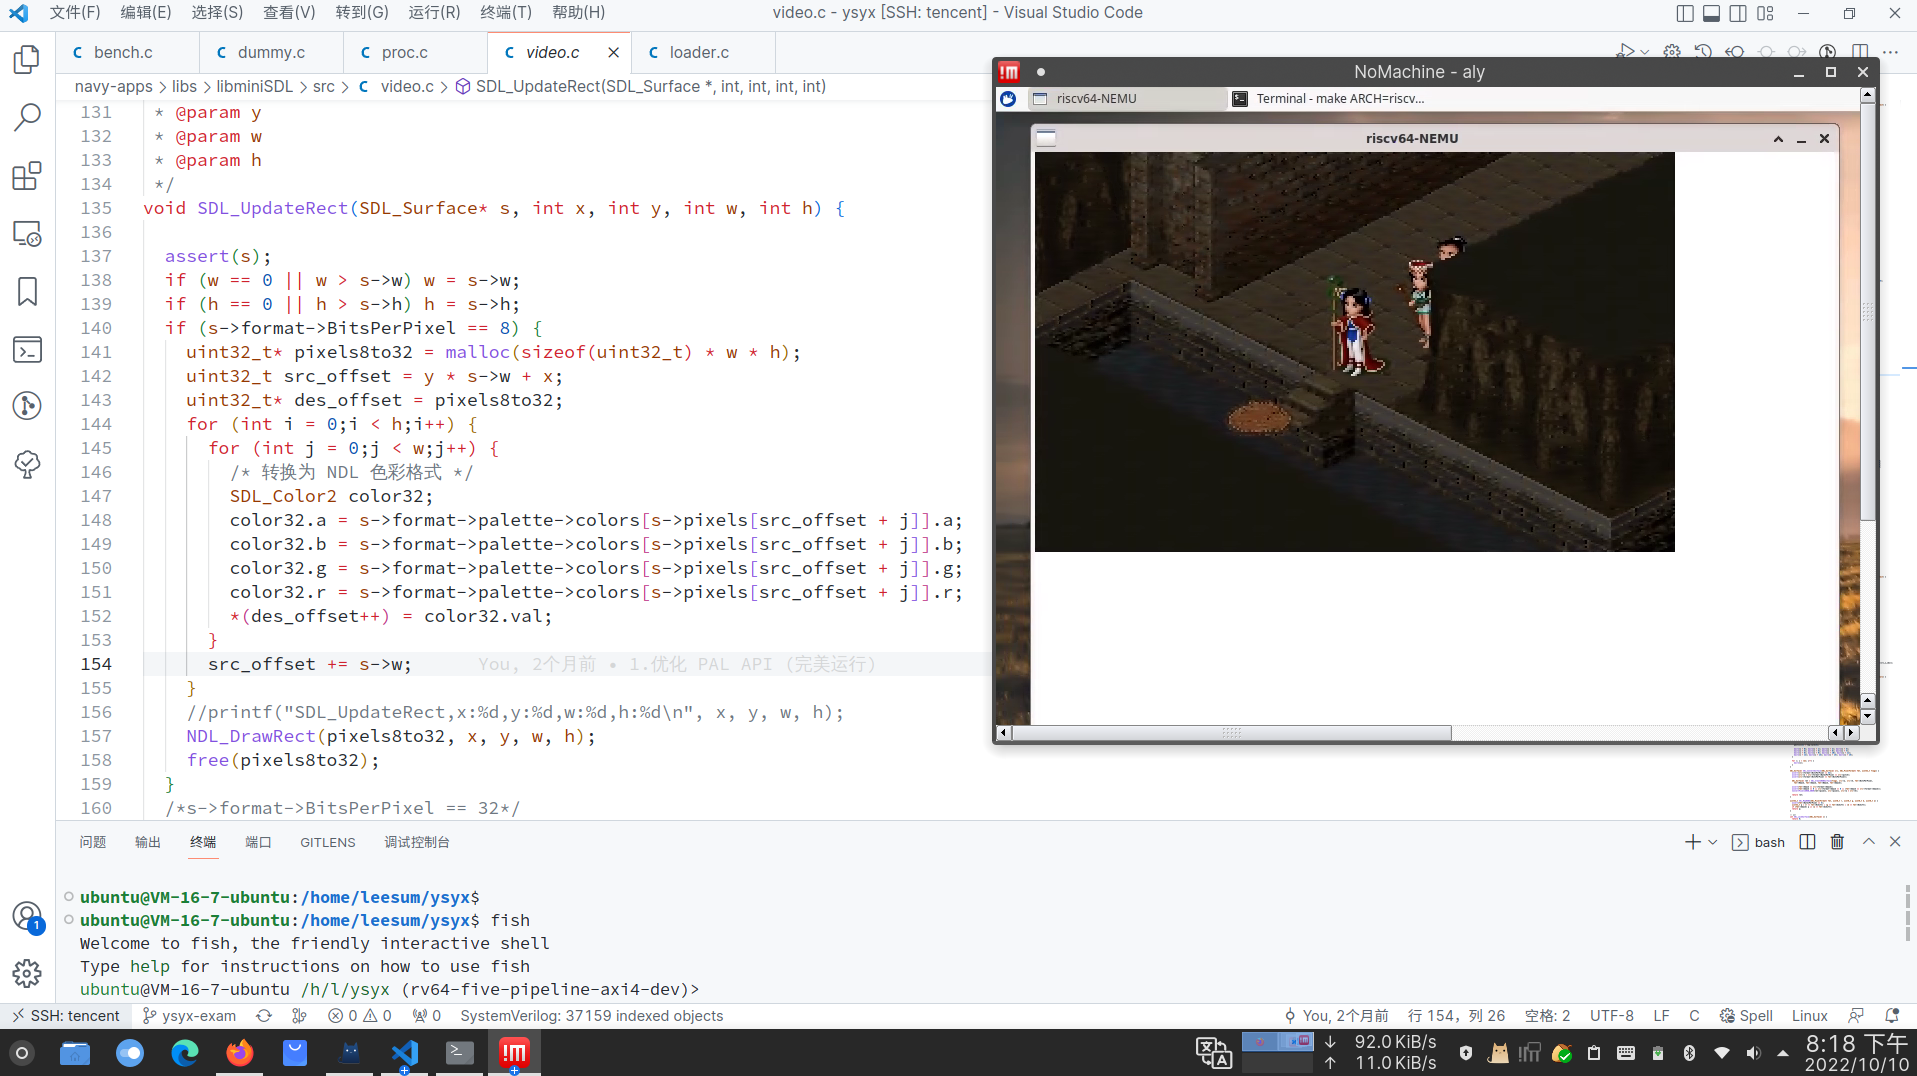 文件(F) 编辑(E) 选择(S) 查看(V) 转到(G) 运行(R) 终端(T) 帮助(H) video.c - ysyx [SSH: tencent] - Visual Studio Code
C bench.c C dummy.c C proc.c C video.c C loader.c
navy-apps > libs > libminiSDL > src > C video.c > SDL_UpdateRect(SDL_Surface *, int, int, int, int)
131 * @param y
132 * @param w
133 * @param h
134 */
135 void SDL_UpdateRect(SDL_Surface* s, int x, int y, int w, int h) {
136
137 assert(s);
138 if (w == 0 || w > s->w) w = s->w;
139 if (h == 0 || h > s->h) h = s->h;
140 if (s->format->BitsPerPixel == 8) {
141 uint32_t* pixels8to32 = malloc(sizeof(uint32_t) * w * h);
142 uint32_t src_offset = y * s->w + x;
143 uint32_t* des_offset = pixels8to32;
144 for (int i = 0;i < h;i++) {
145 for (int j = 0;j < w;j++) {
146 /* 转换为 NDL 色彩格式 */
147 SDL_Color2 color32;
148 color32.a = s->format->palette->colors[s->pixels[src_offset + j]].a;
149 color32.b = s->format->palette->colors[s->pixels[src_offset + j]].b;
150 color32.g = s->format->palette->colors[s->pixels[src_offset + j]].g;
151 color32.r = s->format->palette->colors[s->pixels[src_offset + j]].r;
152 *(des_offset++) = color32.val;
153 }
154 src_offset += s->w; You, 2个月前 • 1.优化 PAL API (完美运行)
155 }
156 //printf("SDL_UpdateRect,x:%d,y:%d,w:%d,h:%d\n", x, y, w, h);
157 NDL_DrawRect(pixels8to32, x, y, w, h);
158 free(pixels8to32);
159 }
160 /*s->format->BitsPerPixel == 32*/
NoMachine - aly
riscv64-NEMU Terminal - make ARCH=riscv...
riscv64-NEMU
问题 输出 终端 端口 GITLENS 调试控制台
bash
ubuntu@VM-16-7-ubuntu:/home/leesum/ysyx$
ubuntu@VM-16-7-ubuntu:/home/leesum/ysyx$ fish
Welcome to fish, the friendly interactive shell
Type help for instructions on how to use fish
ubuntu@VM-16-7-ubuntu /h/l/ysyx (rv64-five-pipeline-axi4-dev)>
1
SSH: tencent ysyx-exam 0 0 0 SystemVerilog: 37159 indexed objects You, 2个月前 行 154，列 26 空格: 2 UTF-8 LF C Spell Linux
92.0 KiB/s
11.0 KiB/s
8:18 下午
2022/10/10